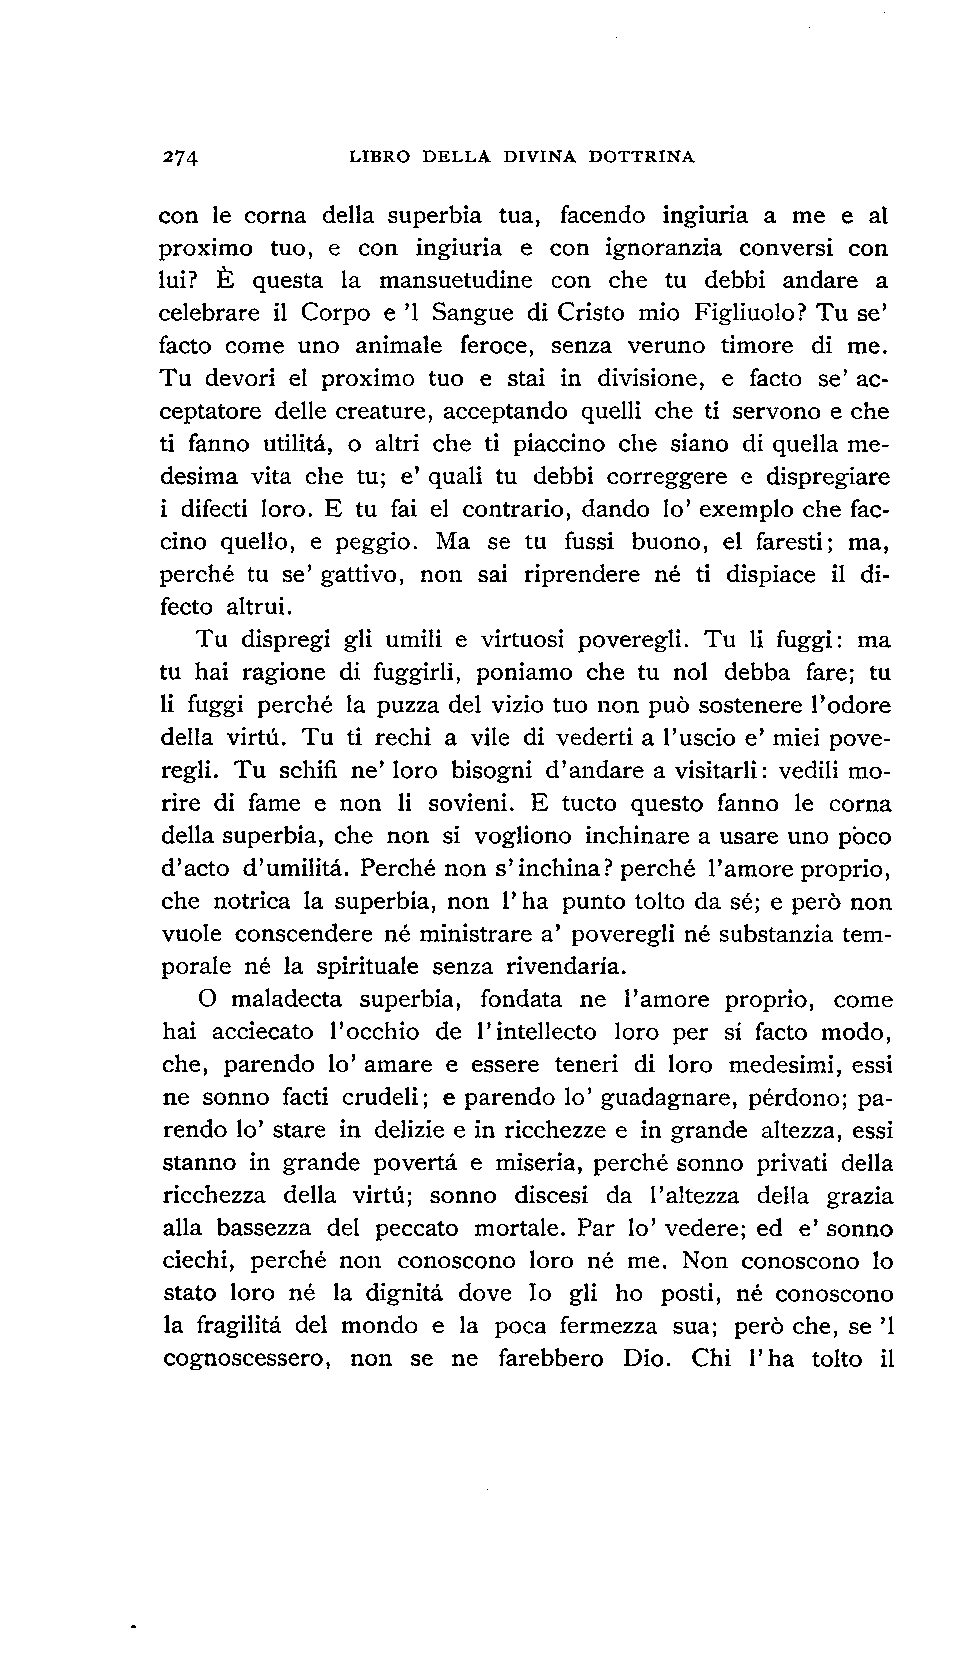 274 LIBRO DELLA DIVINA DOTTRINA
con le corna della superbia tua, facendo ingiuria a me e al
proximo tuo, e con ingiuria e con ignoranzia conversi con
lui? È questa la mansuetudine con che tu debbi andare a
celebrare il Corpo e 'l Sangue di Cristo mio Figliuolo? Tu se'
facto come uno animale feroce, senza veruno timore di me.
Tu devori el proximo tuo e stai in divisione, e facto se' ac-
ceptatore delle creature, acceptando quelli che ti servono e che
ti fanno utilitá, o altri che ti piaccino che siano di quella me-
desima vita che tu; e' quali tu debbi correggere e dispregiare
i difecti loro. E tu fai el contrario, dando lo' exemplo che fac-
cino quello, e peggio. Ma se tu fussi buono, el faresti; ma,
perché tu se' gattivo, non sai riprendere né ti dispiace il di-
fecto altrui.
Tu dispregi gli umili e virtuosi poveregli. Tu li fuggi: ma
tu hai ragione di fuggirli, poniamo che tu nol debba fare; tu
li fuggi perché la puzza del vizio tuo non può sostenere l'odore
della virtú. Tu ti rechi a vile di vederti a l'uscio e' miei pove-
regli. Tu schifi ne' loro bisogni d'andare a visitarli: vedili mo-
rire di fame e non li sovieni. E tucto questo fanno le corna
della superbia, che non si vogliono inchinare a usare uno poco
d'acto d'umilitá. Perché non s'inchina? perché l'amore proprio,
che notrica la superbia, non l'ha punto tolto da sé; e però non
vuole conscendere né ministrare a' poveregli né substanzia tem-
porale né la spirituale senza rivendaría.
O maladecta superbia, fondata ne l'amore proprio, come
hai acciecato l'occhio de l'intellecto loro per sí facto modo,
che, parendo lo' amare e essere teneri di loro medesimi, essi
ne sonno facti crudeli; e parendo lo' guadagnare, pérdono; pa-
rendo lo' stare in delizie e in ricchezze e in grande altezza, essi
stanno in grande povertá e miseria, perché sonno privati della
ricchezza della virtú; sonno discesi da l'altezza della grazia
alla bassezza del peccato mortale. Par lo' vedere; ed e' sonno
ciechi, perché non conoscono loro né me. Non conoscono lo
stato loro né la dignitá dove Io gli ho posti, né conoscono
la fragilitá del mondo e la poca fermezza sua; però che, se 'l
cognoscessero, non se ne farebbero Dio. Chi l'ha tolto il